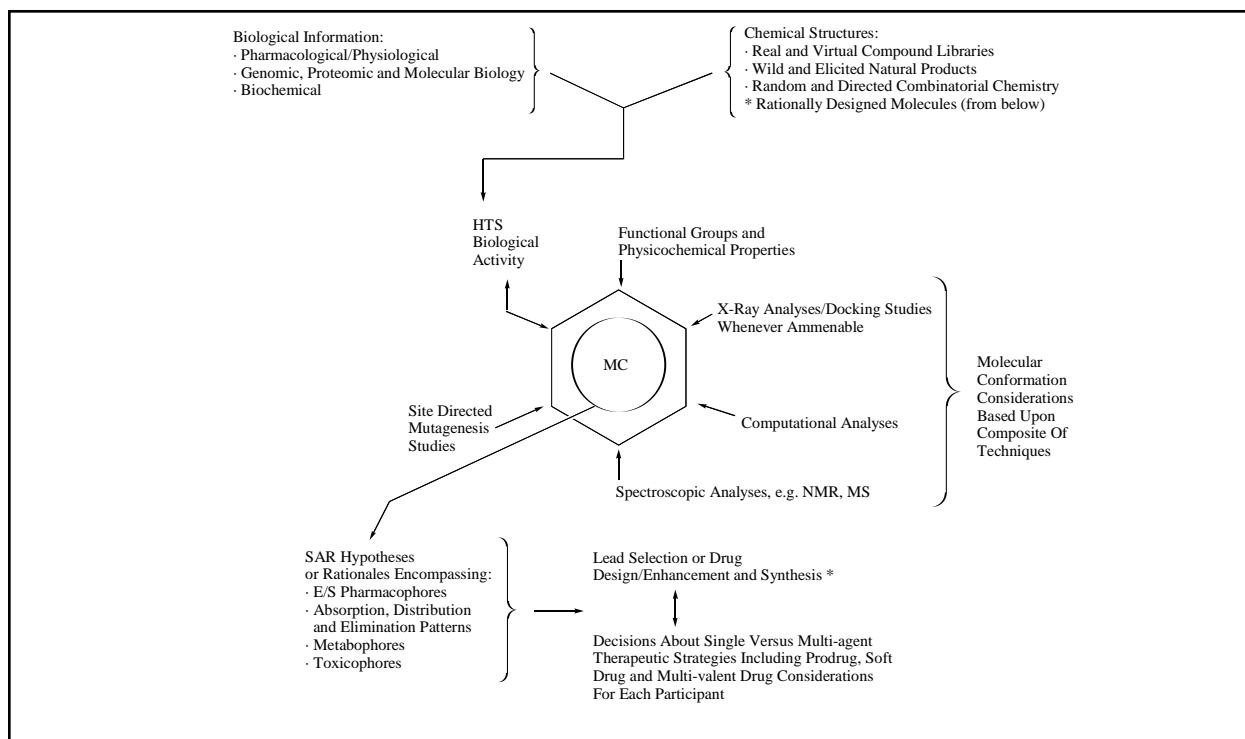 Biological Information:
· Pharmacological/Physiological
· Genomic, Proteomic and Molecular Biology
· Biochemical
Chemical Structures:
· Real and Virtual Compound Libraries
· Wild and Elicited Natural Products
· Random and Directed Combinatorial Chemistry
* Rationally Designed Molecules (from below)
HTS
Biological
Activity
Functional Groups and
Physicochemical Properties
X-Ray Analyses/Docking Studies
Whenever Ammenable
MC
Molecular
Conformation
Considerations
Based Upon
Composite Of
Techniques
Site Directed
Mutagenesis
Studies
Computational Analyses
Spectroscopic Analyses, e.g. NMR, MS
SAR Hypotheses
or Rationales Encompassing:
· E/S Pharmacophores
· Absorption, Distribution
and Elimination Patterns
· Metabophores
· Toxicophores
Lead Selection or Drug
Design/Enhancement and Synthesis *
Decisions About Single Versus Multi-agent
Therapeutic Strategies Including Prodrug, Soft
Drug and Multi-valent Drug Considerations
For Each Participant